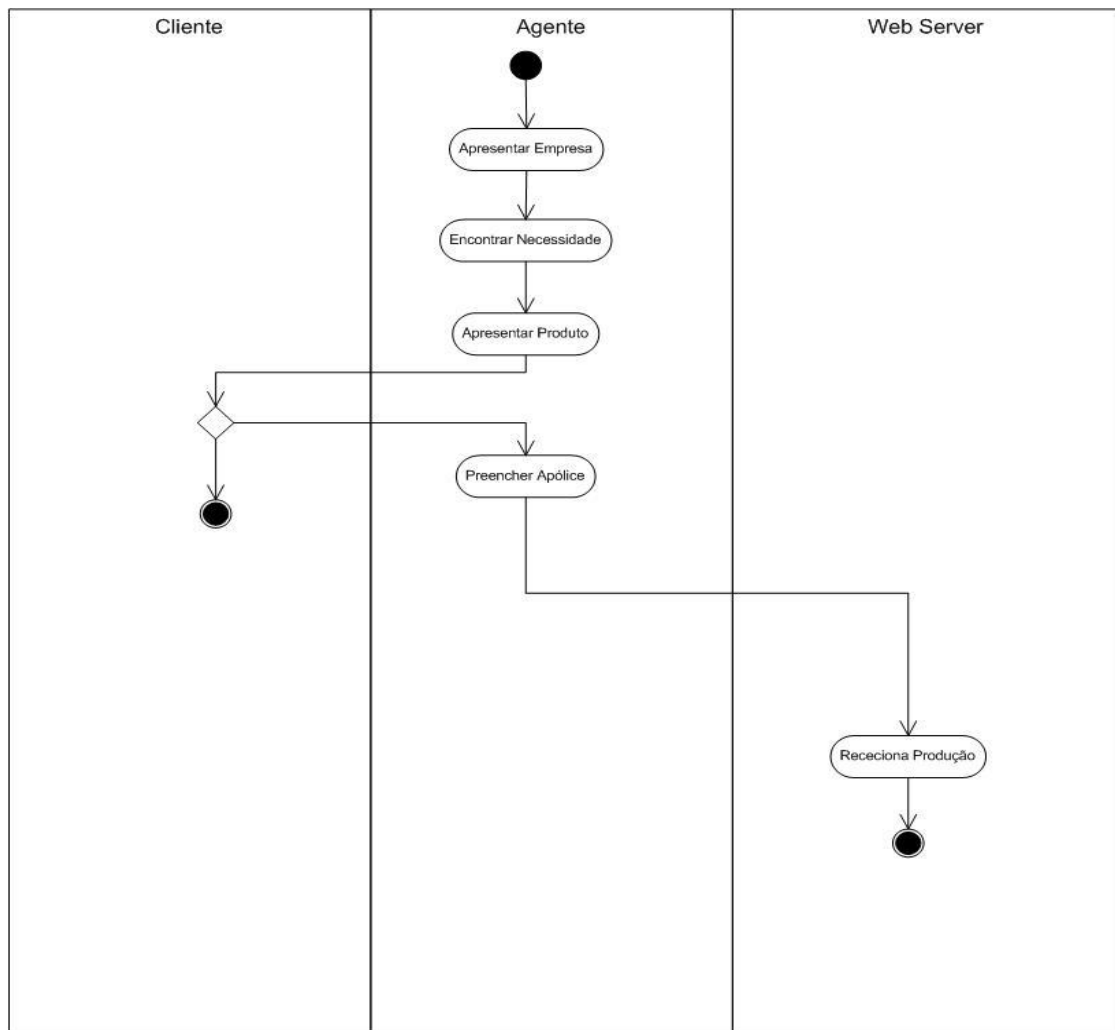 Cliente
Agente
Web Server
Apresentar Empresa
Encontrar Necessidade
Apresentar Produto
Preencher Apólice
Receciona Produção